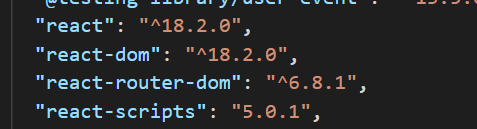 "react": "^18.2.0",
"react-dom": "^18.2.0",
"react-router-dom": "^6.8.1",
"react-scripts": "5.0.1",